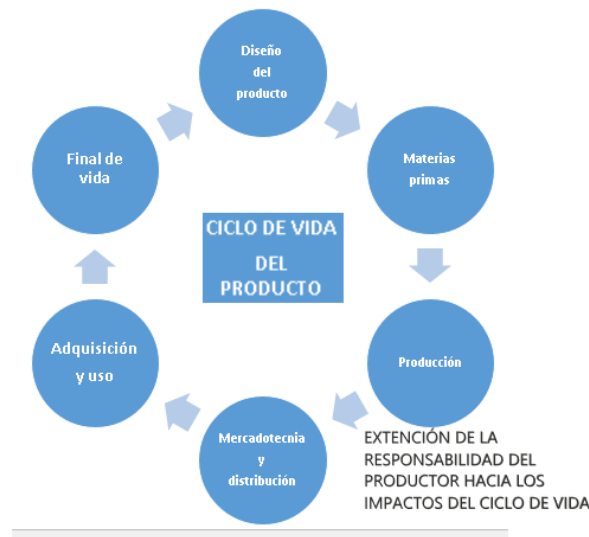 Diseño
del
producto
Materias
primas
Producción
EXTENCIÓN DE LA
RESPONSABILIDAD DEL
PRODUCTOR HACIA LOS
IMPACTOS DEL CICLO DE VIDA
Mercadotecnia
y
distribución
Adquisición
y uso
Final de
vida
CICLO DE VIDA
DEL
PRODUCTO